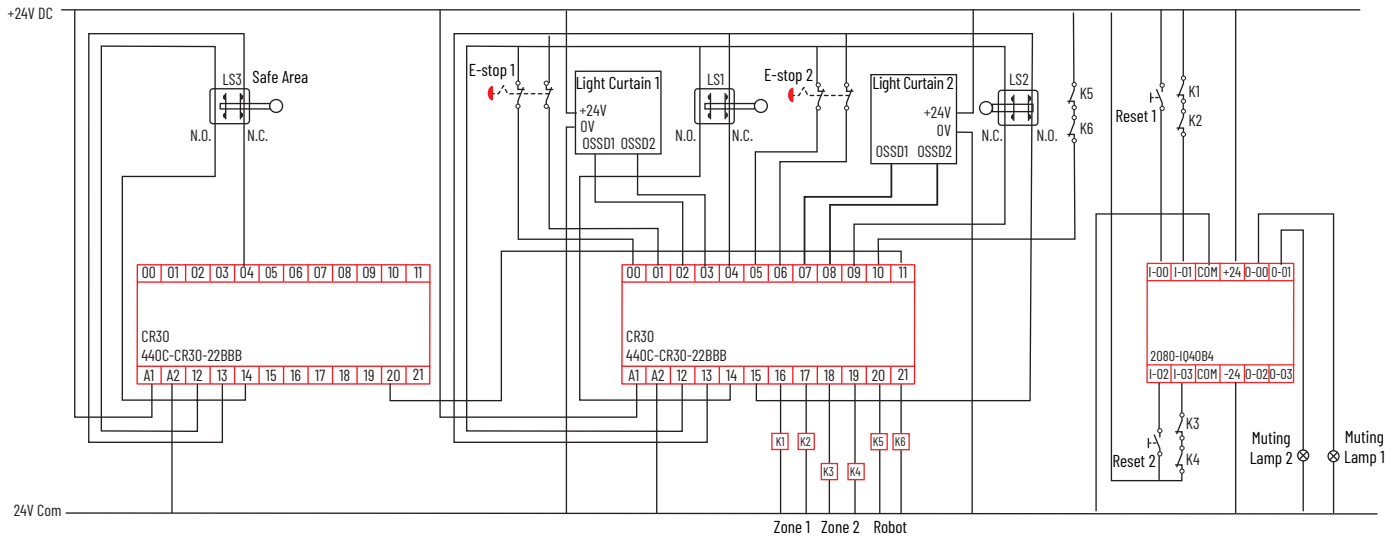 +24V DC
LS3 Safe Area
N.O. N.C.
E-stop 1
Light Curtain 1
+24V
0V
OSSD1 OSSD2
LS1
N.O. N.C.
E-stop 2
Light Curtain 2
+24V
0V
OSSD1 OSSD2
LS2
N.C. N.O.
K5
K6
Reset 1
K1
K2
00 01 02 03 04 05 06 07 08 09 10 11
CR30
440C-CR30-22BBB
A1 A2 12 13 14 15 16 17 18 19 20 21
00 01 02 03 04 05 06 07 08 09 10 11
CR30
440C-CR30-22BBB
A1 A2 12 13 14 15 16 17 18 19 20 21
I-00 I-01 COM +24 O-00 O-01
2080-IQ40B4
I-02 I-03 COM -24 O-02 O-03
K1 K2 K3 K4 K5 K6
Reset 2
K3
K4
Muting
Lamp 2
Muting
Lamp 1
24V Com
Zone 1 Zone 2 Robot